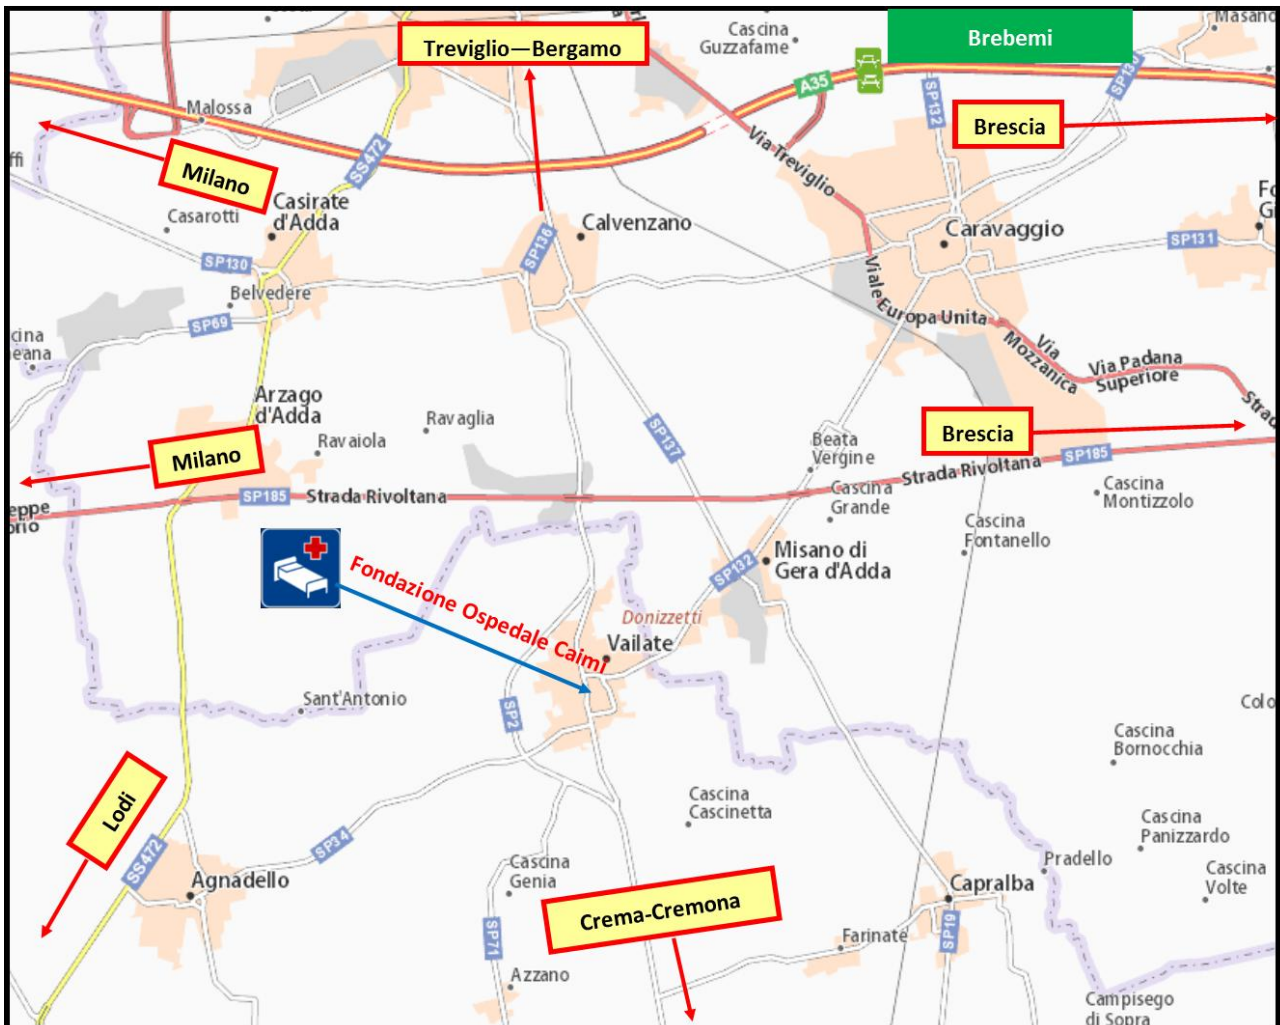 Masano
Cascina
Guzzafame
Brebemi
Treviglio—Bergamo
A35
SP132
Malossa
Brescia
Via Treviglio
SS472
Milano
Casirate
d'Adda
Casarotti
Calvenzano
SP136
Caravaggio
SP131
SP130
Belvedere
Viale Europa Unita
SP69
Via
Mozzanica
Via Padana
Superiore
Arzago
d'Adda
Ravaglia
Ravaiola
SP137
Beata
Vergine
Brescia
Milano
SP185
Strada Rivoltana
Strada Rivoltana
SP185
Cascina
Grande
Cascina
Montizzolo
Cascina
Fontanello
Misano di
Gera d'Adda
SP132
Fondazione Ospedale Caimi
Donizzetti
Vailate
Sant'Antonio
SP2
Cascina
Bornocchia
Lodi
Cascina
Cascinetta
Cascina
Panizzardo
SS472
SP34
Agnadello
Cascina
Genia
Pradello
Cascina
Volte
Capralba
Crema-Cremona
SP71
Farinate
SP19
Azzano
Campisego
di Sopra